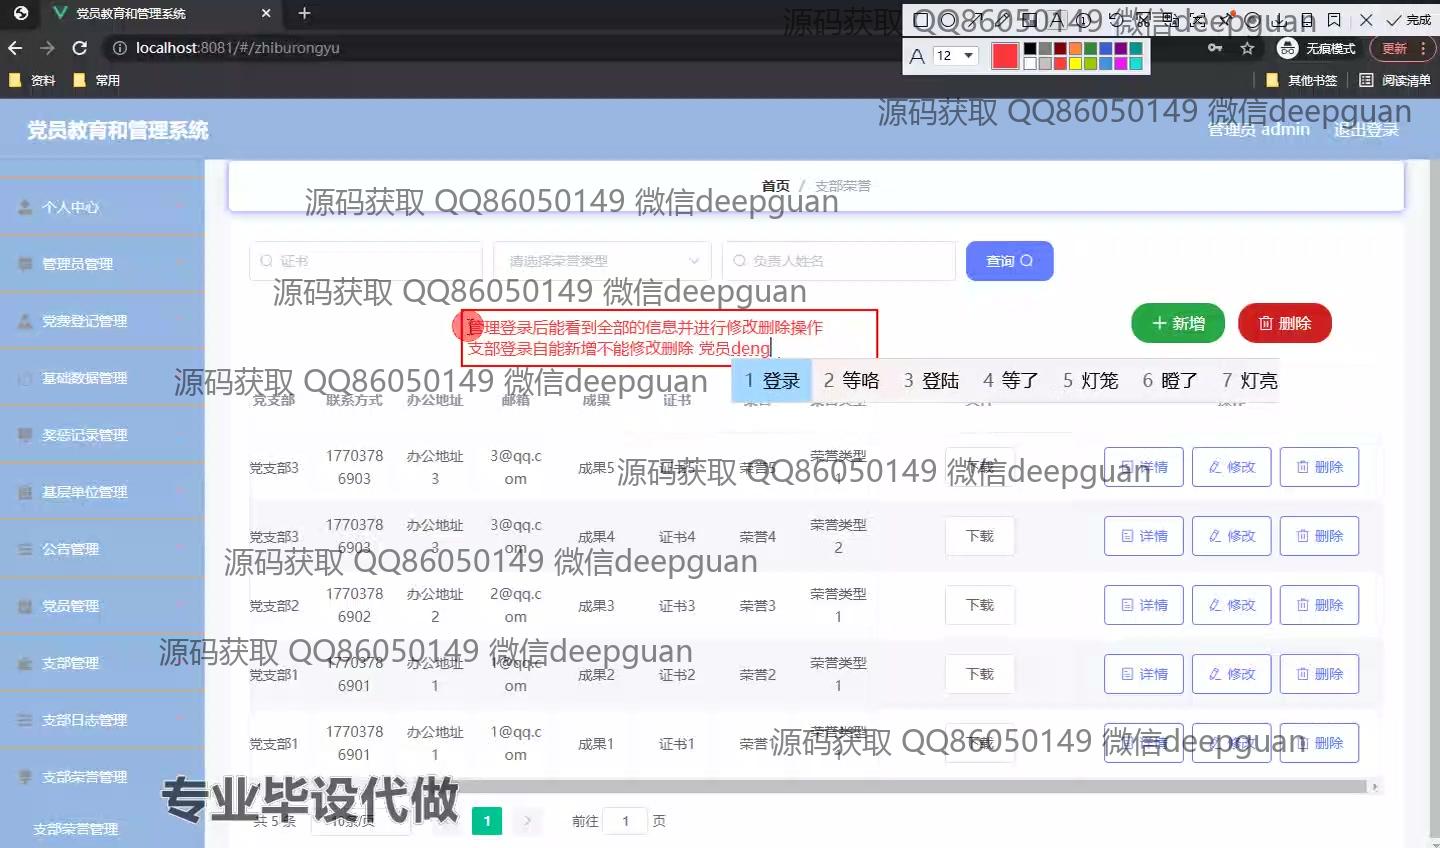 党员教育和管理系统
完成
localhost:8081/#/zhiburongyu
无痕模式
更新
A 12
资料 常用
其他书签 阅读清单
党员教育和管理系统
管理员 admin 退出登录
首页 / 支部荣誉
个人中心
管理员管理
党费登记管理
基础数据管理
奖惩记录管理
基层单位管理
公告管理
党员管理
支部管理
支部日志管理
支部荣誉管理
支部荣誉管理
证书 请选择荣誉类型 负责人姓名 查询
管理登录后能看到全部的信息并进行修改删除操作
支部登录自能新增不能修改删除 党员deng
新增 删除
1 登录 2 等咯 3 登陆 4 等了 5 灯笼 6 瞪了 7 灯亮
党支部 联系方式 办公地址 邮箱 成果 证书
党支部3 17703786903 办公地址3 3@qq.com 成果5 证书5 荣誉5 荣誉类型1 下载 详情 修改 删除
党支部3 17703786903 办公地址3 3@qq.com 成果4 证书4 荣誉4 荣誉类型2 下载 详情 修改 删除
党支部2 17703786902 办公地址2 2@qq.com 成果3 证书3 荣誉3 荣誉类型1 下载 详情 修改 删除
党支部1 17703786901 办公地址1 1@qq.com 成果2 证书2 荣誉2 荣誉类型1 下载 详情 修改 删除
党支部1 17703786901 办公地址1 1@qq.com 成果1 证书1 荣誉1 荣誉类型1 下载 详情 修改 删除
共 5 条 10条/页 1 前往 1 页
源码获取 QQ86050149 微信deepguan
源码获取 QQ86050149 微信deepguan
源码获取 QQ86050149 微信deepguan
源码获取 QQ86050149 微信deepguan
源码获取 QQ86050149 微信deepguan
源码获取 QQ86050149 微信deepguan
源码获取 QQ86050149 微信deepguan
源码获取 QQ86050149 微信deepguan
源码获取 QQ86050149 微信deepguan
专业毕设代做